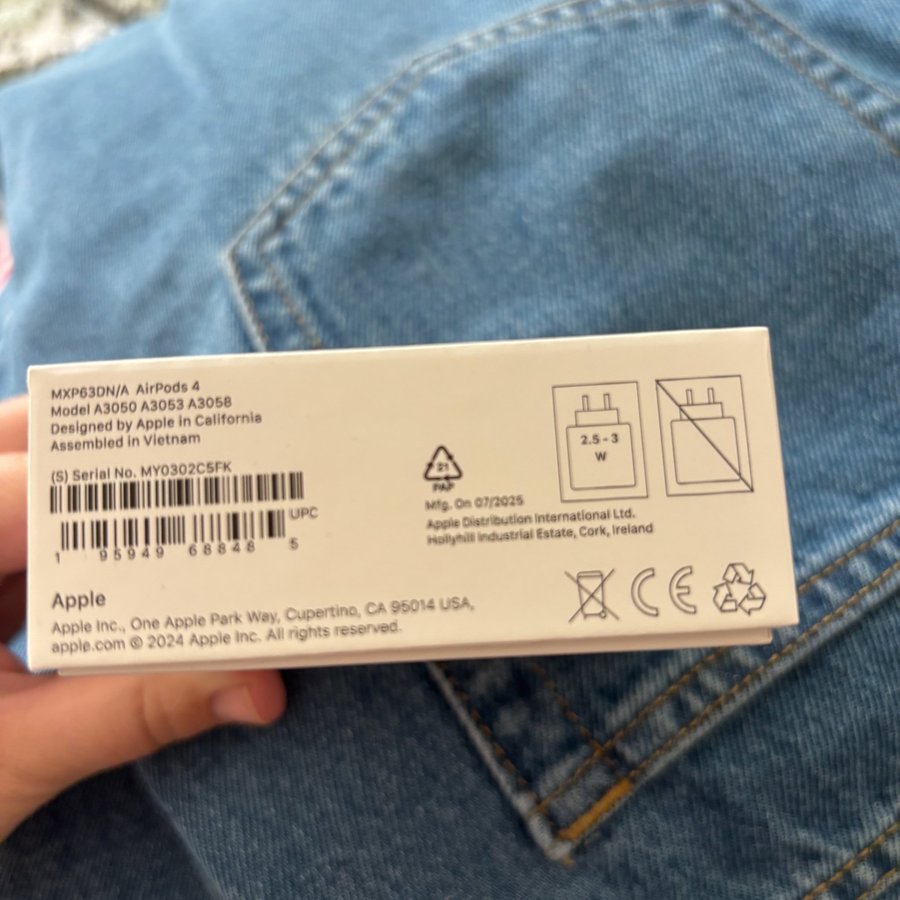 MXP63DN/A AirPods 4
Model A3050 A3053 A3058
Designed by Apple in California
Assembled in Vietnam
(S) Serial No. MY0302C5FK
UPC
1 95949 68848 5
Apple
Apple Inc., One Apple Park Way, Cupertino, CA 95014 USA,
apple.com © 2024 Apple Inc. All rights reserved.
21
PAP
Mfg. On 07/2025
Apple Distribution International Ltd.
Hollyhill Industrial Estate, Cork, Ireland
2.5 - 3
W
CE